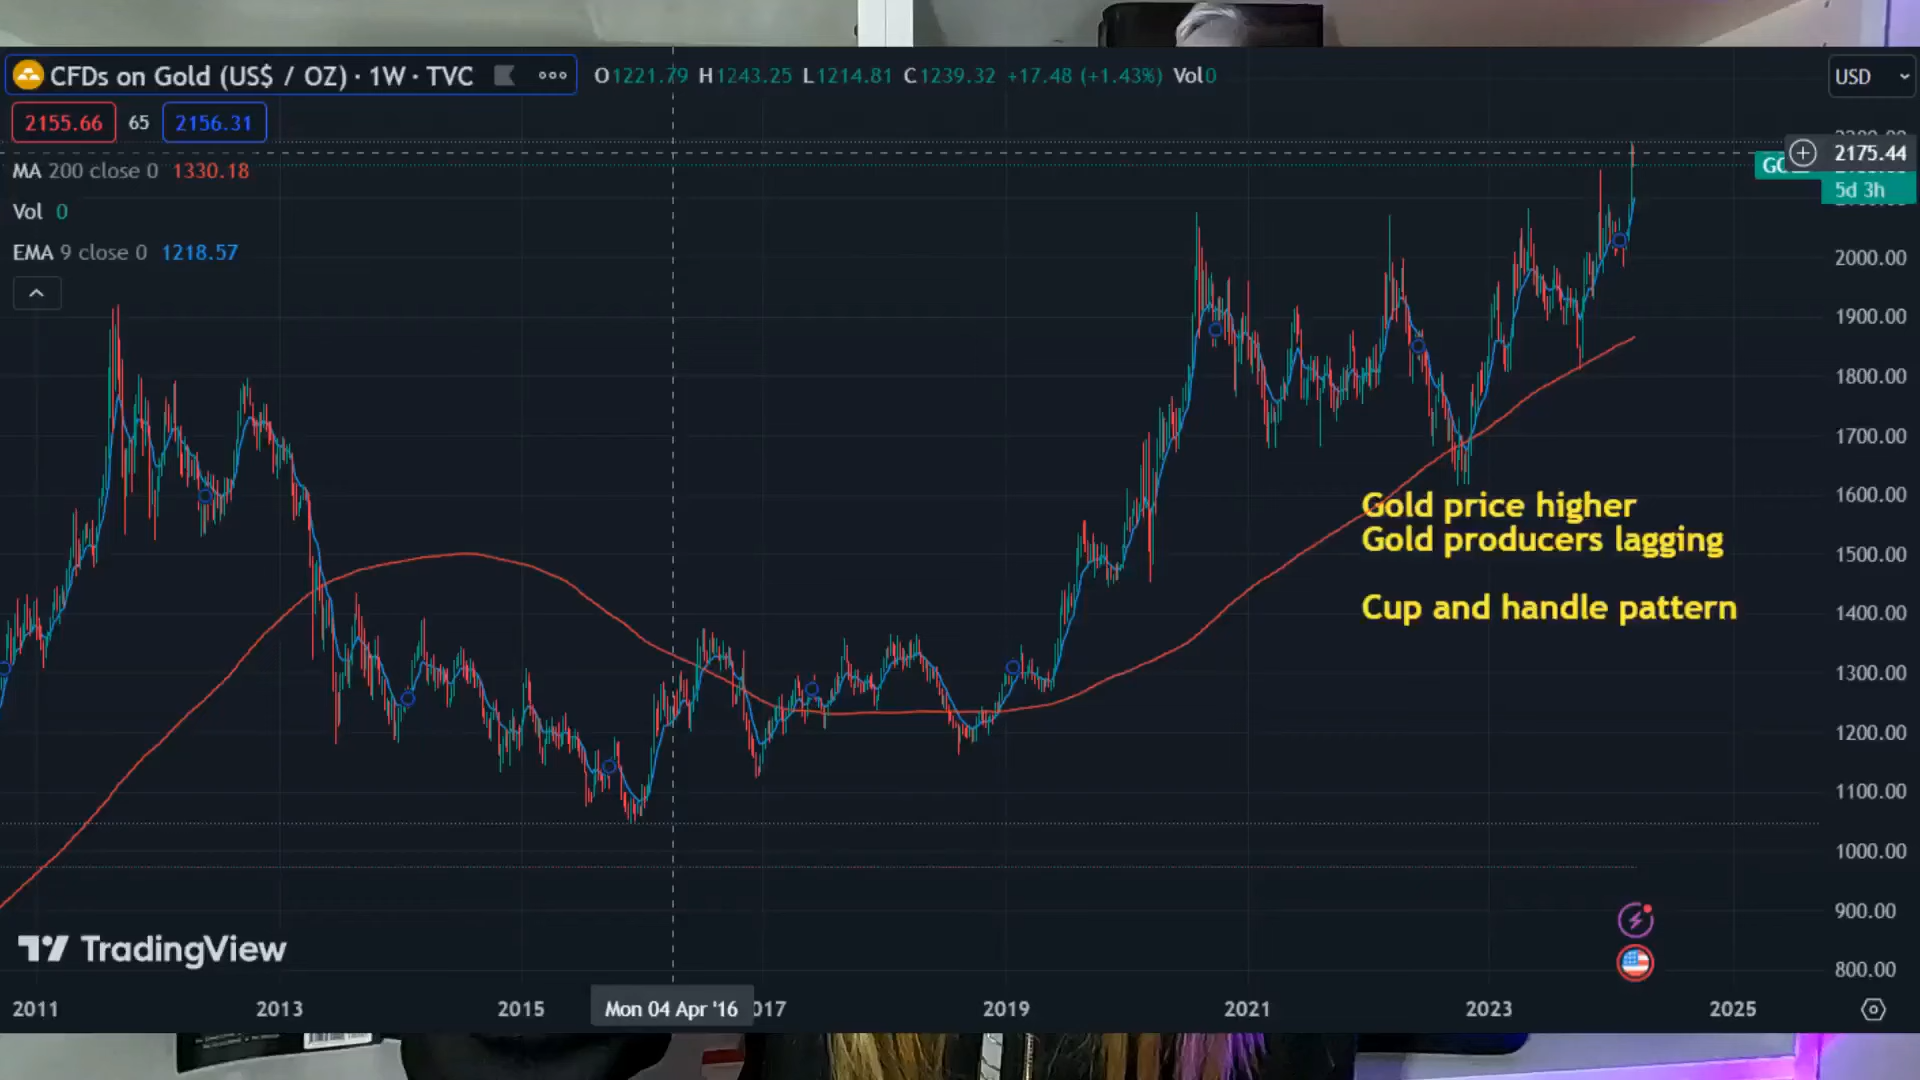 CFDs on Gold (US$ / OZ) · 1W · TVC
O1221.79 H1243.25 L1214.81 C1239.32 +17.48 (+1.43%) Vol0
USD
2155.66 65 2156.31
MA 200 close 0 1330.18
Vol 0
EMA 9 close 0 1218.57
2175.44
5d 3h
2000.00
1900.00
1800.00
1700.00
1600.00
1500.00
1400.00
1300.00
1200.00
1100.00
1000.00
900.00
800.00
Gold price higher
Gold producers lagging
Cup and handle pattern
TradingView
2011 2013 2015 Mon 04 Apr '16 017 2019 2021 2023 2025